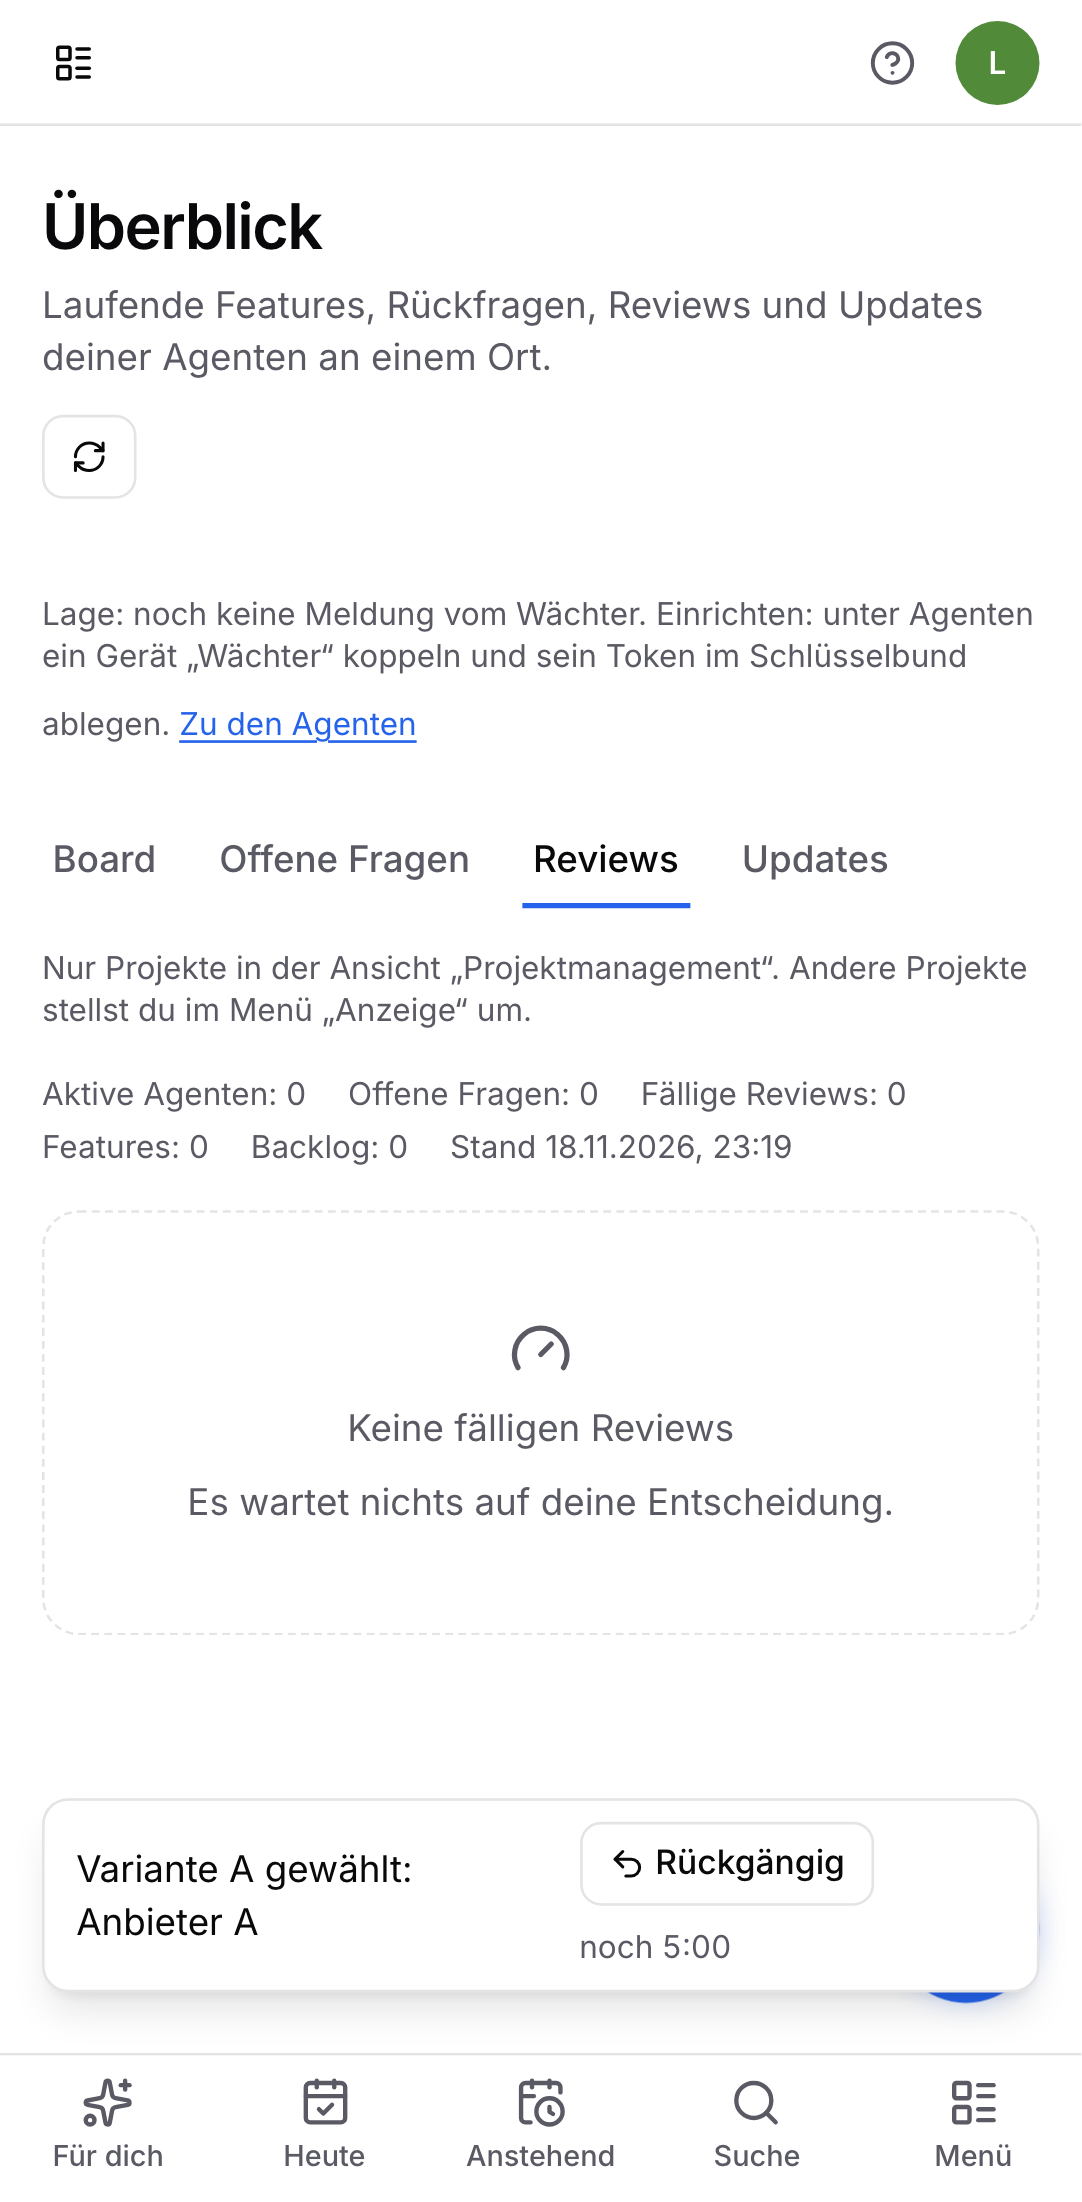 L
Überblick
Laufende Features, Rückfragen, Reviews und Updates
deiner Agenten an einem Ort.
Lage: noch keine Meldung vom Wächter. Einrichten: unter Agenten
ein Gerät „Wächter“ koppeln und sein Token im Schlüsselbund
ablegen. Zu den Agenten
Board Offene Fragen Reviews Updates
Nur Projekte in der Ansicht „Projektmanagement“. Andere Projekte
stellst du im Menü „Anzeige“ um.
Aktive Agenten: 0 Offene Fragen: 0 Fällige Reviews: 0
Features: 0 Backlog: 0 Stand 18.11.2026, 23:19
Keine fälligen Reviews
Es wartet nichts auf deine Entscheidung.
Variante A gewählt:
Anbieter A
Rückgängig
noch 5:00
Für dich Heute Anstehend Suche Menü